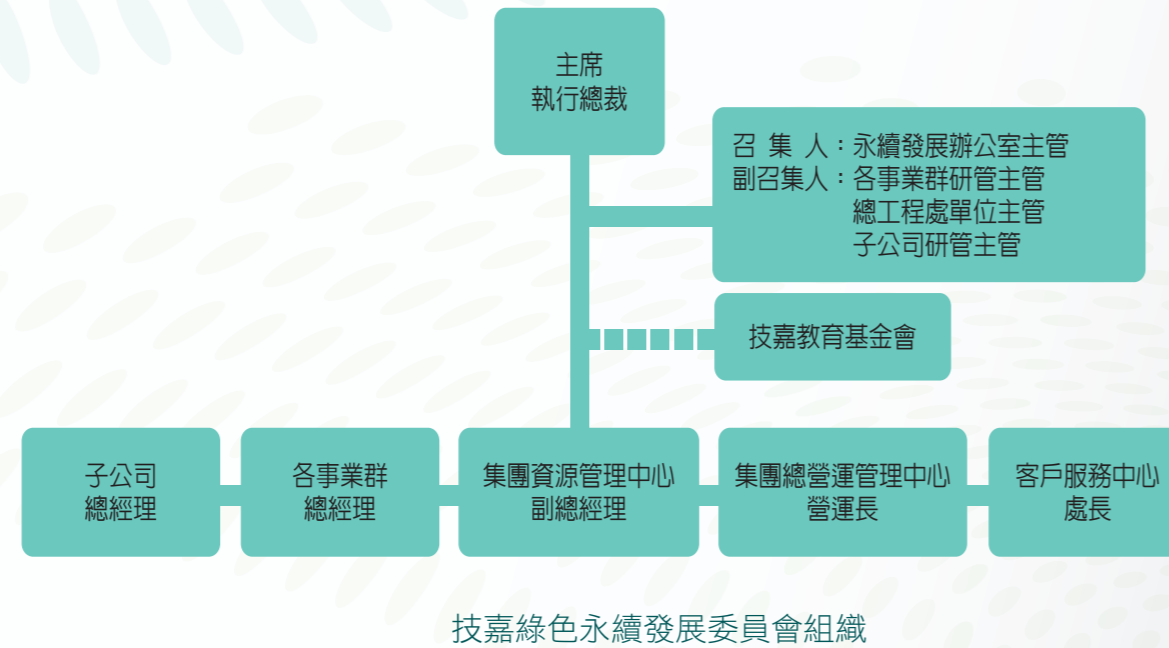 主席
執行總裁
召 集 人：永續發展辦公室主管
副召集人：各事業群研管主管
總工程處單位主管
子公司研管主管
技嘉教育基金會
子公司
總經理
各事業群
總經理
集團資源管理中心
副總經理
集團總營運管理中心
營運長
客戶服務中心
處長
技嘉綠色永續發展委員會組織